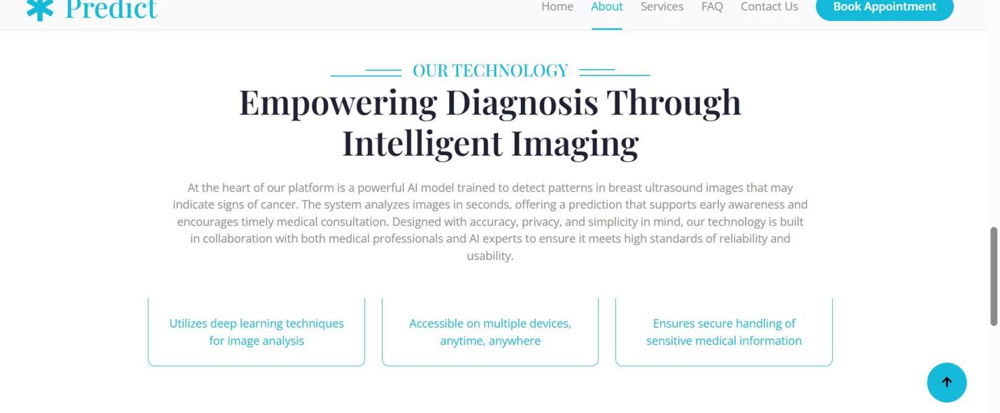 Predict
Home About Services FAQ Contact Us Book Appointment
OUR TECHNOLOGY
Empowering Diagnosis Through
Intelligent Imaging
At the heart of our platform is a powerful AI model trained to detect patterns in breast ultrasound images that may
indicate signs of cancer. The system analyzes images in seconds, offering a prediction that supports early awareness and
encourages timely medical consultation. Designed with accuracy, privacy, and simplicity in mind, our technology is built
in collaboration with both medical professionals and AI experts to ensure it meets high standards of reliability and
usability.
Utilizes deep learning techniques
for image analysis
Accessible on multiple devices,
anytime, anywhere
Ensures secure handling of
sensitive medical information